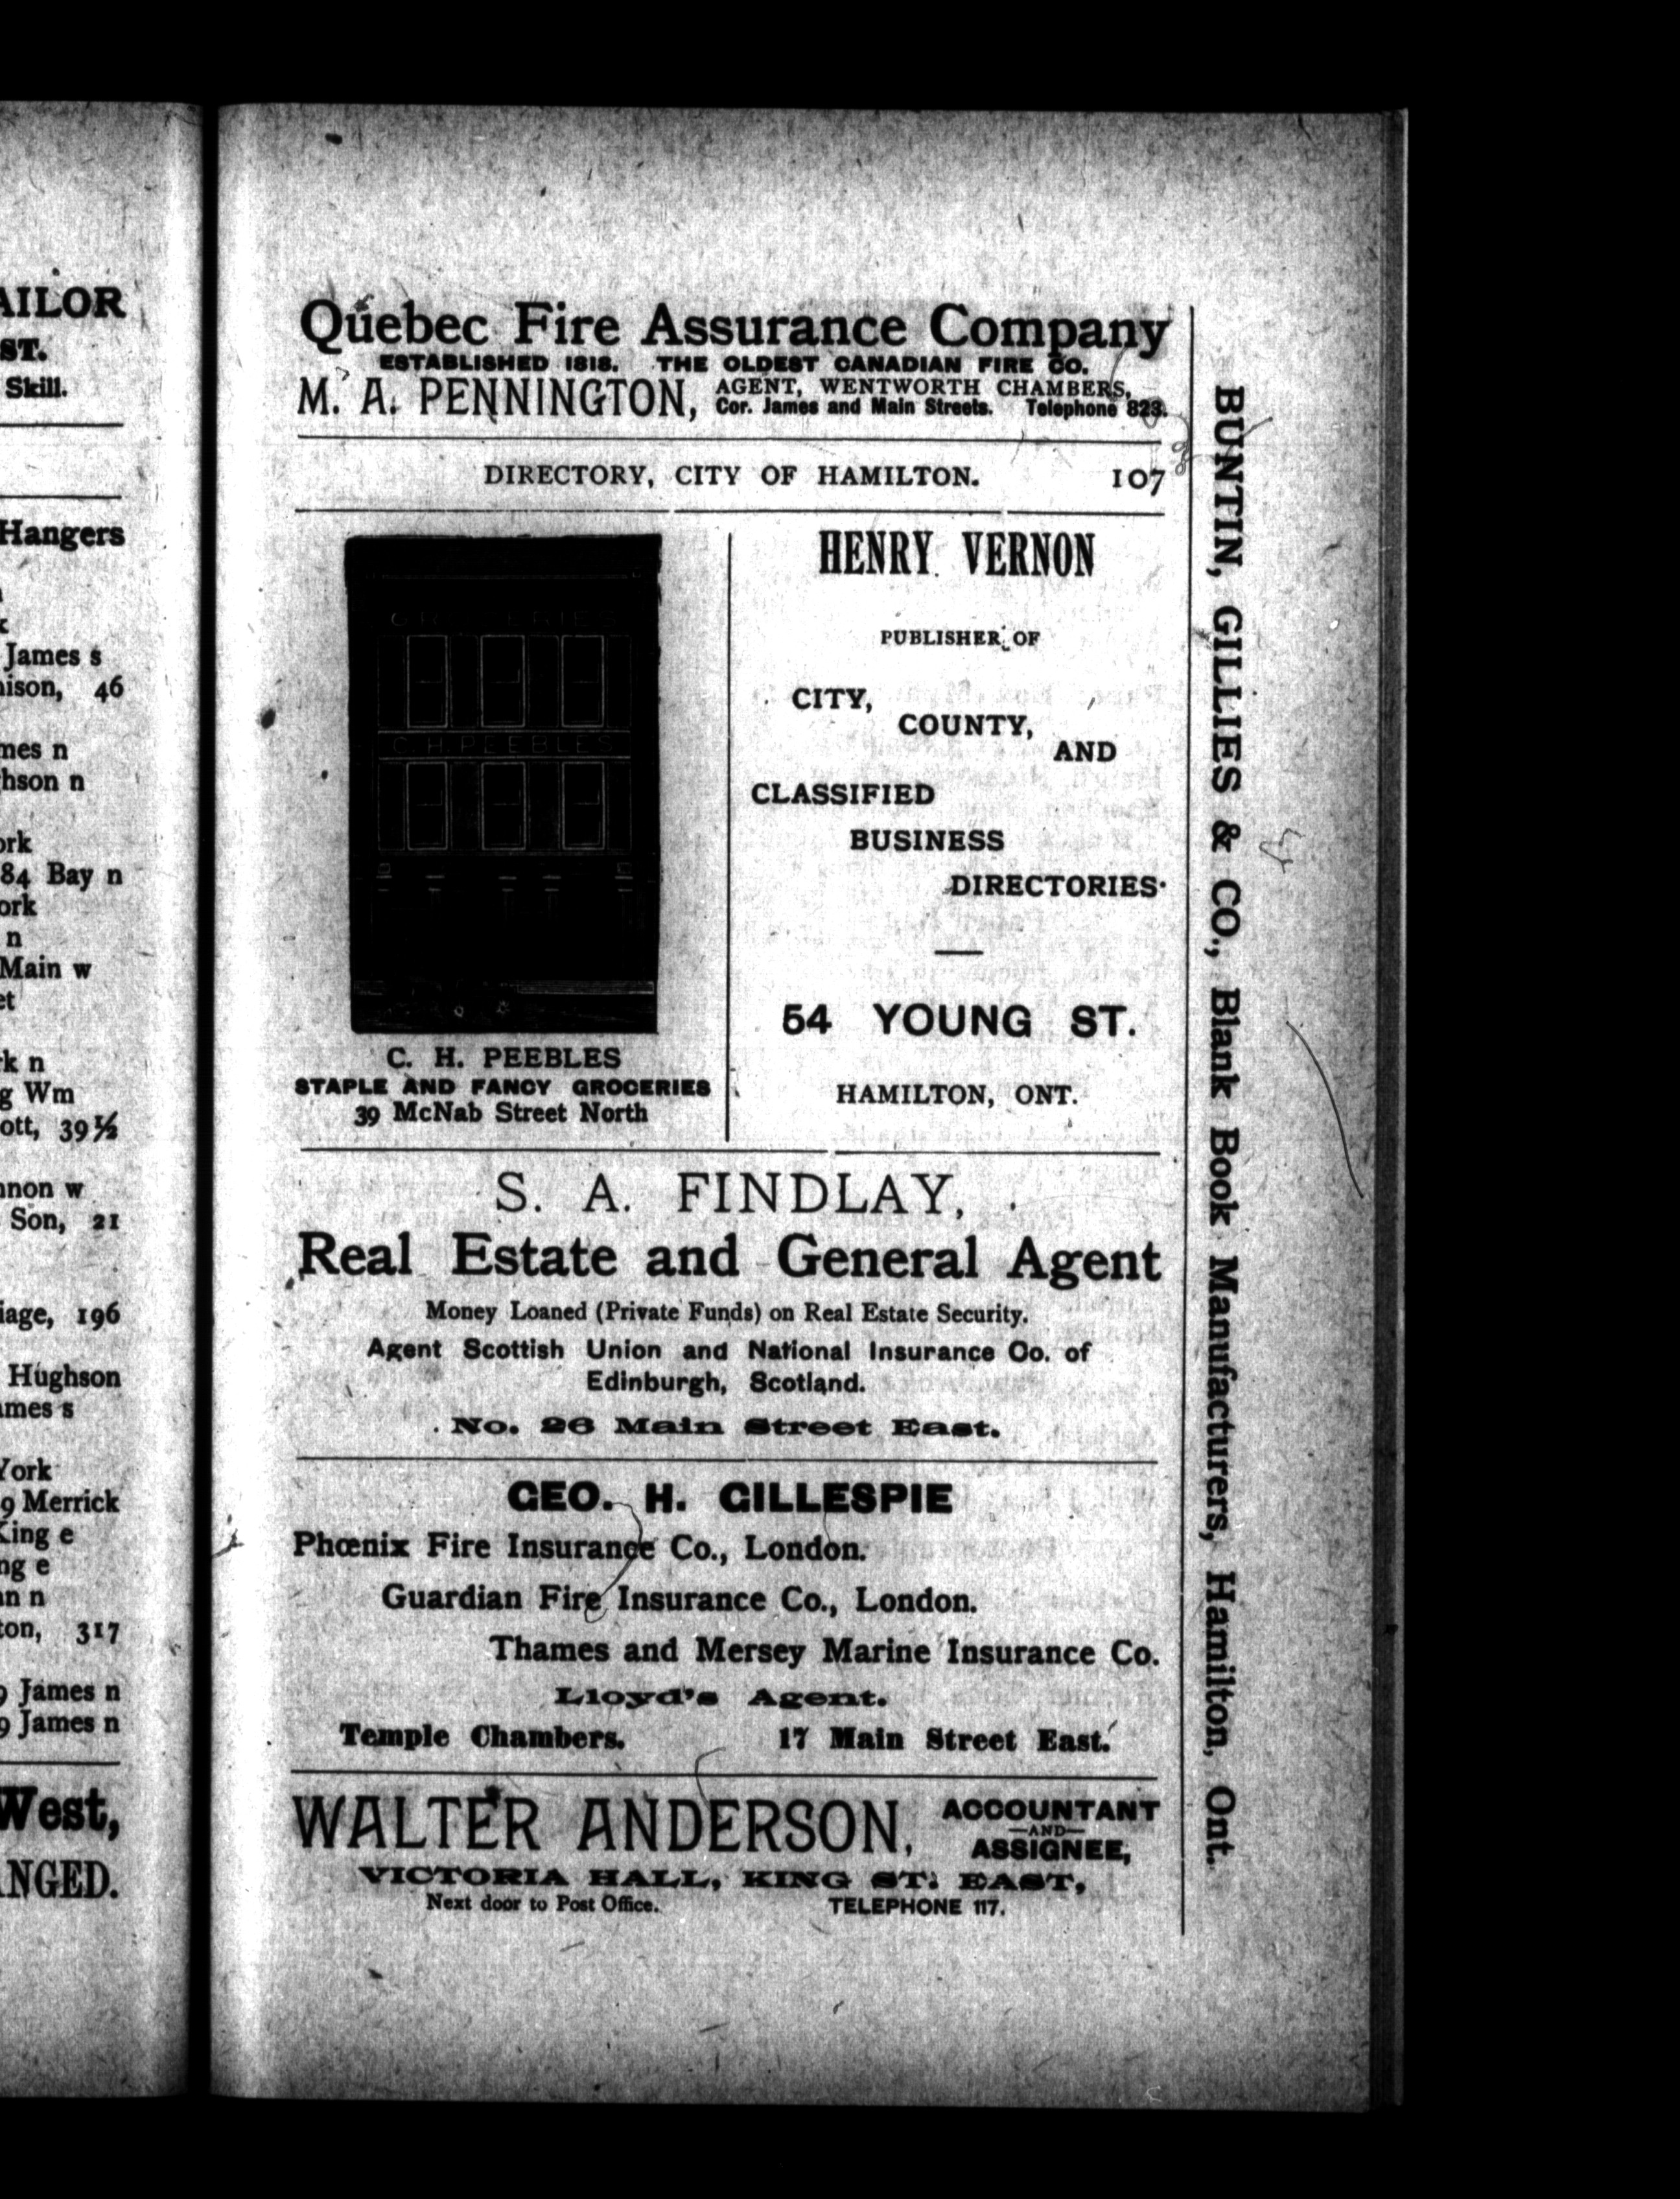 AILOR
ST.
Skill.
Hangers
James s
46
mes n
hson n
ork
84 Bay n
ork
n
Main w
et
k n
g Wm
ott, 39½
nnon w
Son, 21
iage, 196
Hughson
ames s
York
9 Merrick
King e
ng e
nn n
ton, 317
9 James n
9 James n
West,
ANGED.
Quebec Fire Assurance Company
ESTABLISHED 1818. THE OLDEST CANADIAN FIRE CO.
M. A. PENNINGTON, AGENT, WENTWORTH CHAMBERS,
Cor. James and Main Streets. Telephone 823.
DIRECTORY, CITY OF HAMILTON. 107
GROCERIES
C. H. PEEBLES
C. H. PEEBLES
STAPLE AND FANCY GROCERIES
39 McNab Street North
HENRY VERNON
PUBLISHER OF
CITY,
COUNTY,
AND
CLASSIFIED
BUSINESS
DIRECTORIES.
54 YOUNG ST.
HAMILTON, ONT.
S. A. FINDLAY,
Real Estate and General Agent
Money Loaned (Private Funds) on Real Estate Security.
Agent Scottish Union and National Insurance Co. of
Edinburgh, Scotland.
No. 26 Main Street East.
GEO. H. GILLESPIE
Phœnix Fire Insurance Co., London.
Guardian Fire Insurance Co., London.
Thames and Mersey Marine Insurance Co.
Lloyd's Agent.
Temple Chambers. 17 Main Street East.
WALTER ANDERSON, ACCOUNTANT
—AND—
ASSIGNEE,
VICTORIA HALL, KING ST. EAST,
Next door to Post Office. TELEPHONE 117.
BUNTIN, GILLIES & CO., Blank Book Manufacturers, Hamilton, Ont.